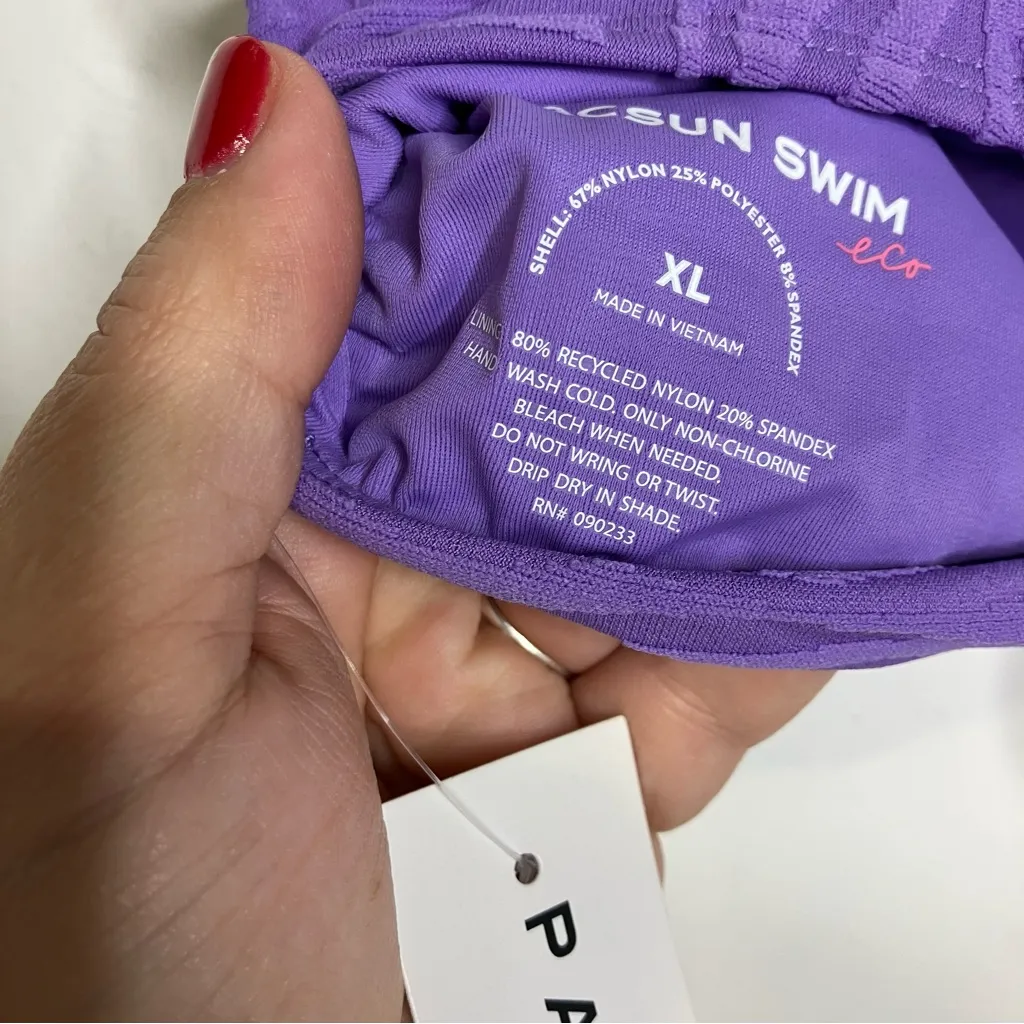 ACSUN SWIM
eco
SHELL: 67% NYLON 25% POLYESTER 8% SPANDEX
XL
MADE IN VIETNAM
LINING 80% RECYCLED NYLON 20% SPANDEX
HAND WASH COLD. ONLY NON-CHLORINE
BLEACH WHEN NEEDED.
DO NOT WRING OR TWIST.
DRIP DRY IN SHADE.
RN# 090233
P A